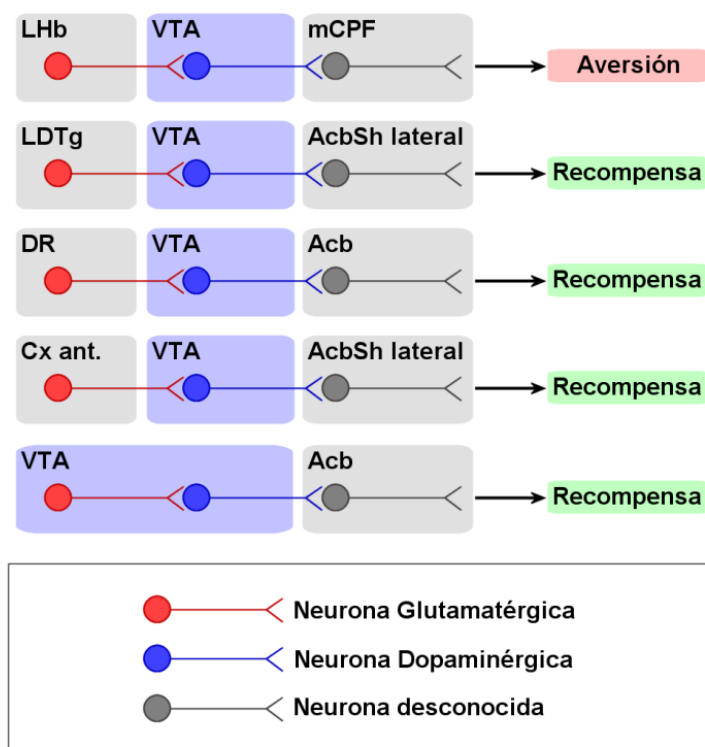 LHb VTA mCPF
Aversión
LDTg VTA AcbSh lateral
Recompensa
DR VTA Acb
Recompensa
Cx ant. VTA AcbSh lateral
Recompensa
VTA Acb
Recompensa
Neurona Glutamatérgica
Neurona Dopaminérgica
Neurona desconocida